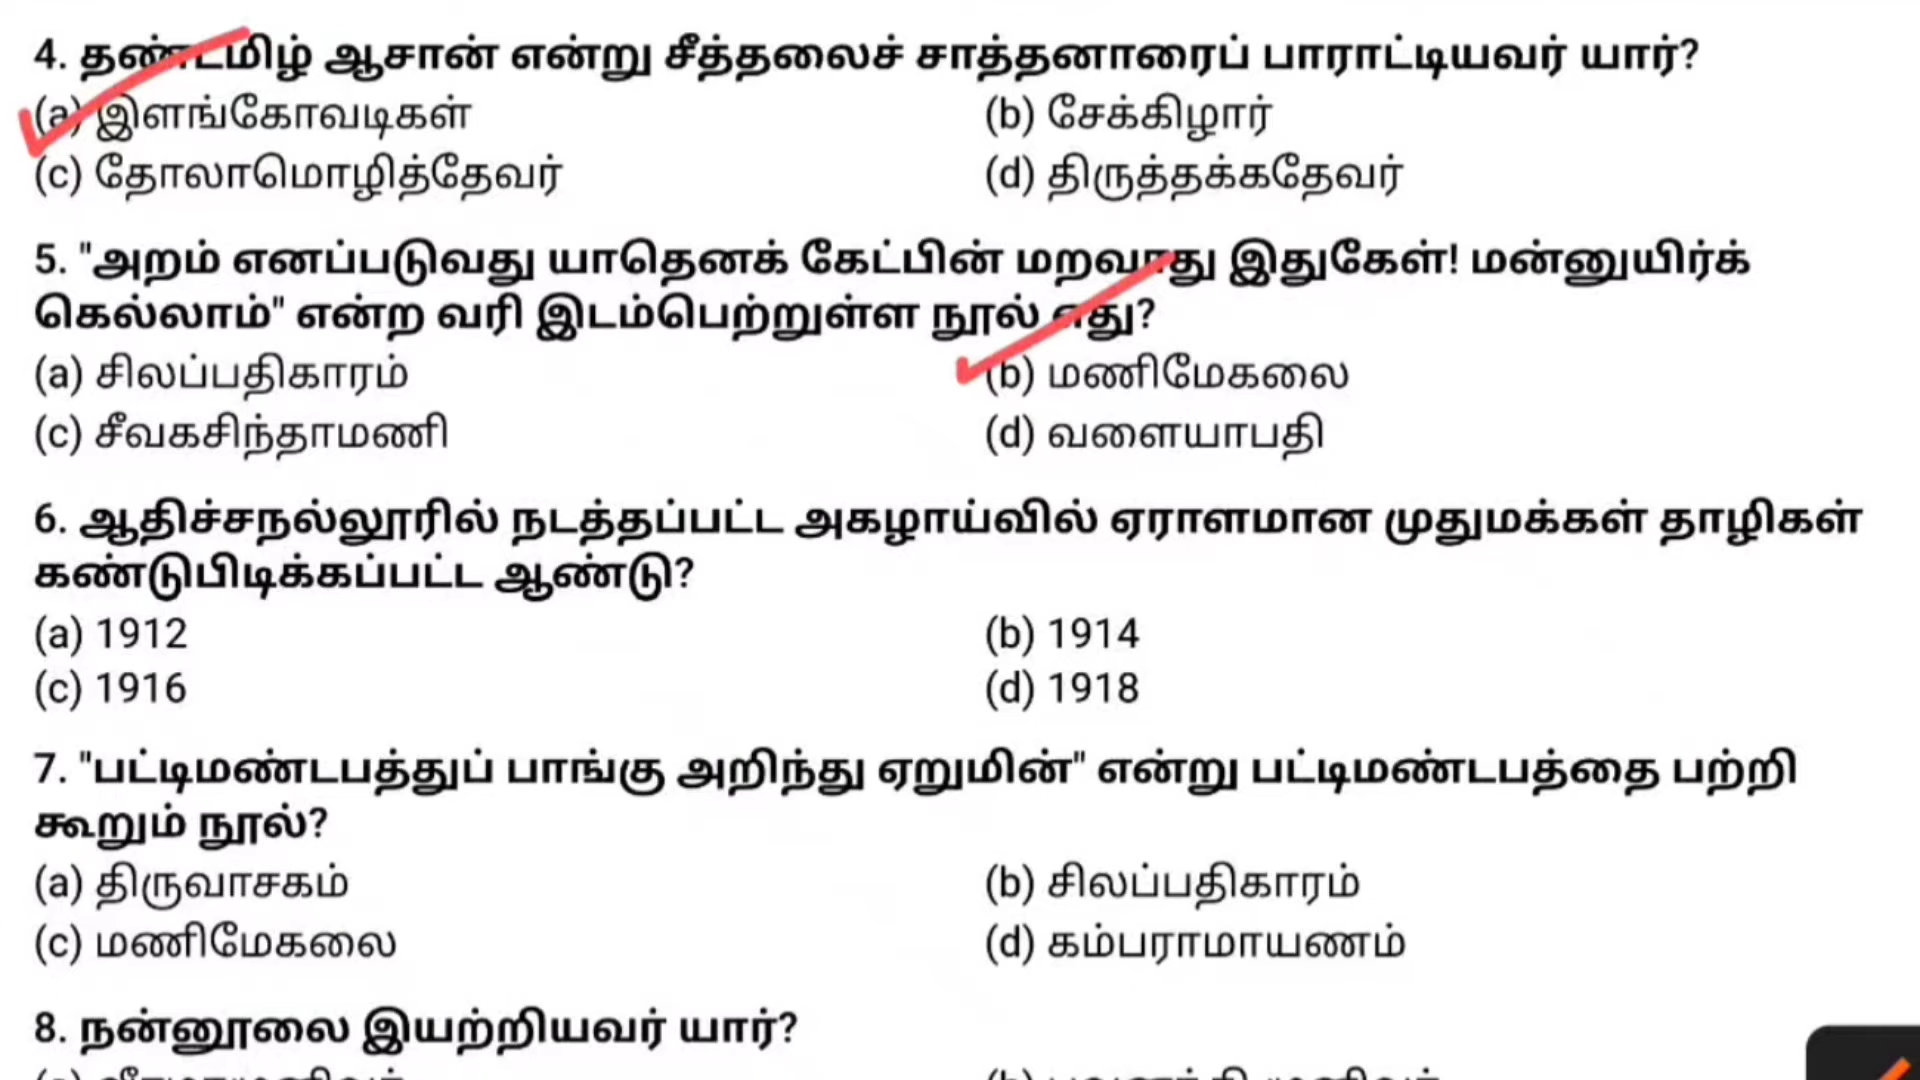 4. தண்டமிழ் ஆசான் என்று சீத்தலைச் சாத்தனாரைப் பாராட்டியவர் யார்?
(a) இளங்கோவடிகள் (b) சேக்கிழார்
(c) தோலாமொழித்தேவர் (d) திருத்தக்கதேவர்
5. "அறம் எனப்படுவது யாதெனக் கேட்பின் மறவாது இதுகேள்! மன்னுயிர்க்
கெல்லாம்" என்ற வரி இடம்பெற்றுள்ள நூல் எது?
(a) சிலப்பதிகாரம் (b) மணிமேகலை
(c) சீவகசிந்தாமணி (d) வளையாபதி
6. ஆதிச்சநல்லூரில் நடத்தப்பட்ட அகழாய்வில் ஏராளமான முதுமக்கள் தாழிகள்
கண்டுபிடிக்கப்பட்ட ஆண்டு?
(a) 1912 (b) 1914
(c) 1916 (d) 1918
7. "பட்டிமண்டபத்துப் பாங்கு அறிந்து ஏறுமின்" என்று பட்டிமண்டபத்தை பற்றி
கூறும் நூல்?
(a) திருவாசகம் (b) சிலப்பதிகாரம்
(c) மணிமேகலை (d) கம்பராமாயணம்
8. நன்னூலை இயற்றியவர் யார்?